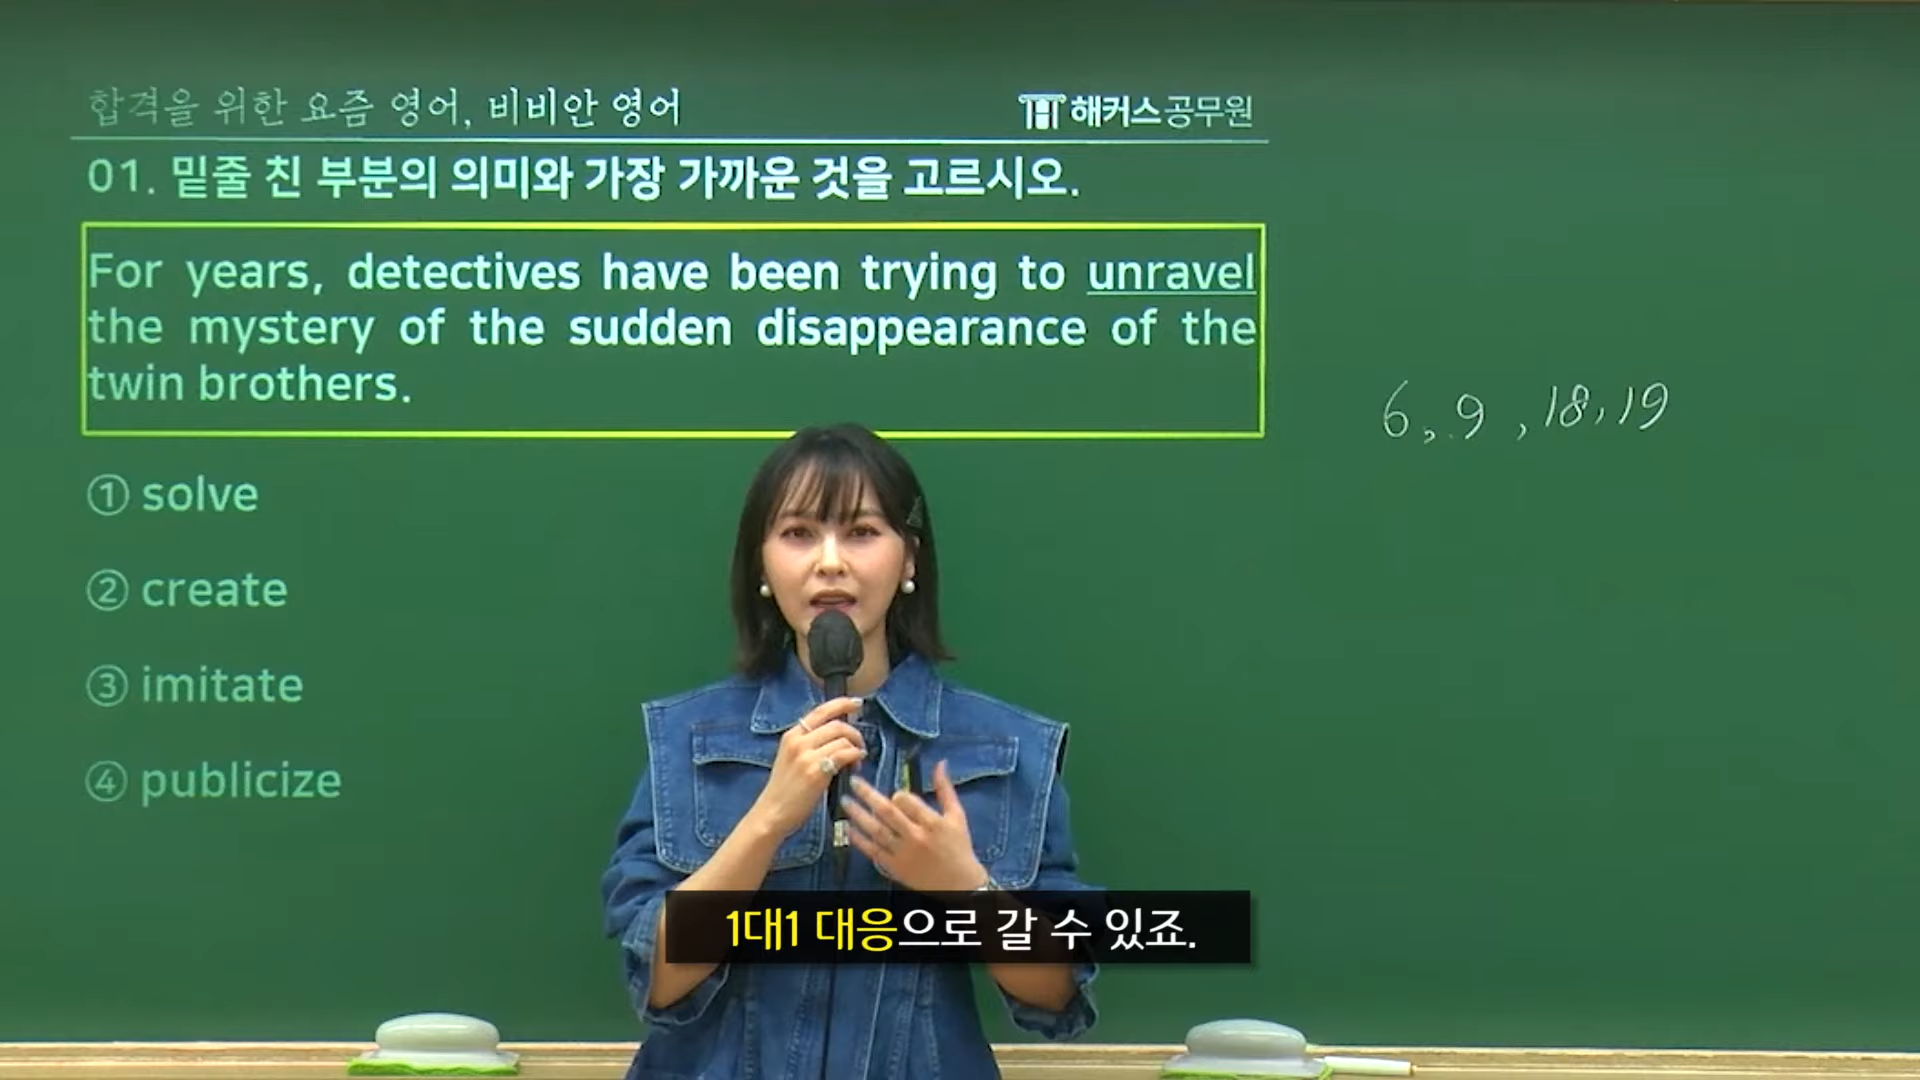 합격을 위한 요즘 영어, 비비안 영어
해커스공무원
01. 밑줄 친 부분의 의미와 가장 가까운 것을 고르시오.
For years, detectives have been trying to unravel
the mystery of the sudden disappearance of the
twin brothers.
6, 9, 18, 19
① solve
② create
③ imitate
④ publicize
1대1 대응으로 갈 수 있죠.